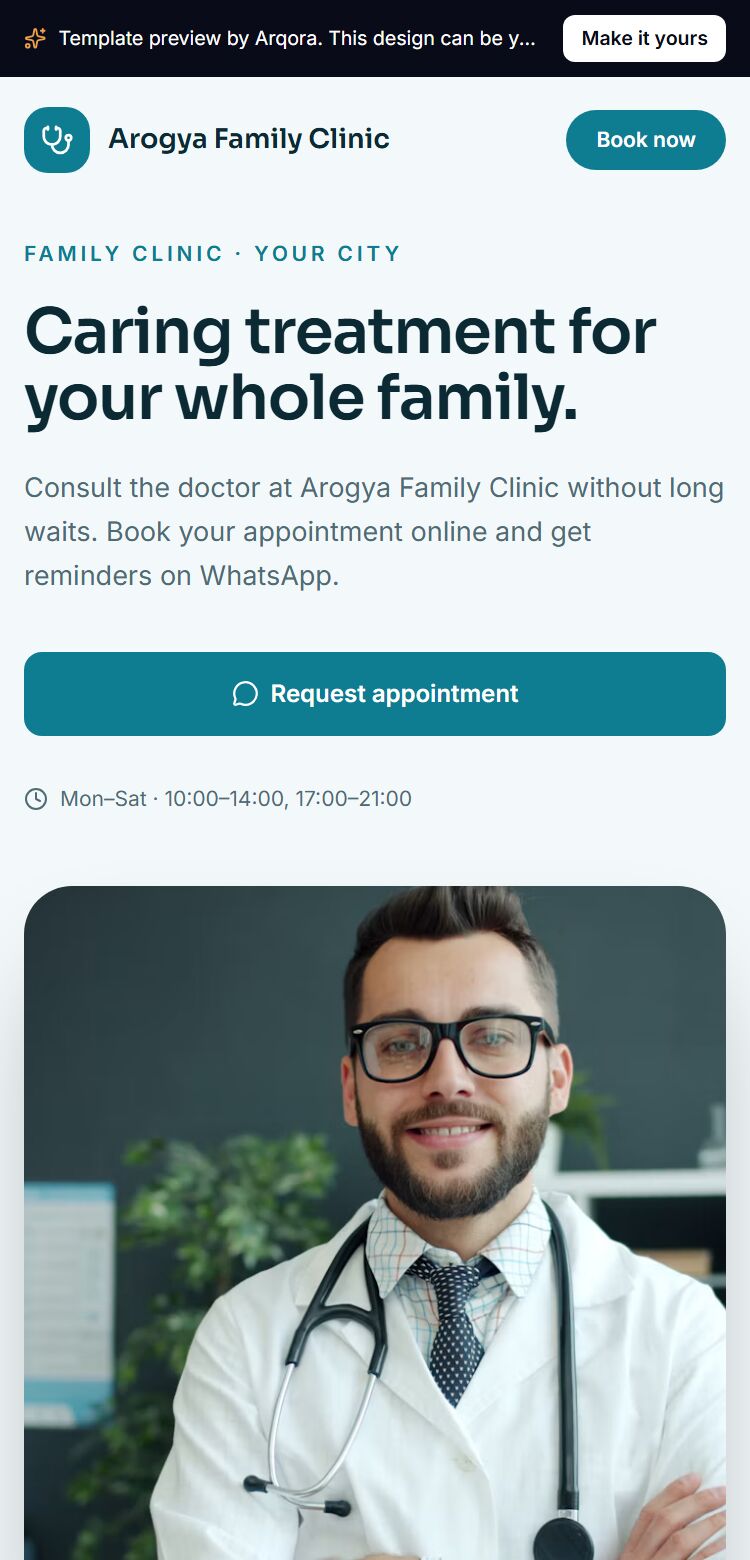 Template preview by Arqora. This design can be y...
Make it yours
Arogya Family Clinic
Book now
FAMILY CLINIC · YOUR CITY
Caring treatment for
your whole family.
Consult the doctor at Arogya Family Clinic without long
waits. Book your appointment online and get
reminders on WhatsApp.
Request appointment
Mon–Sat · 10:00–14:00, 17:00–21:00